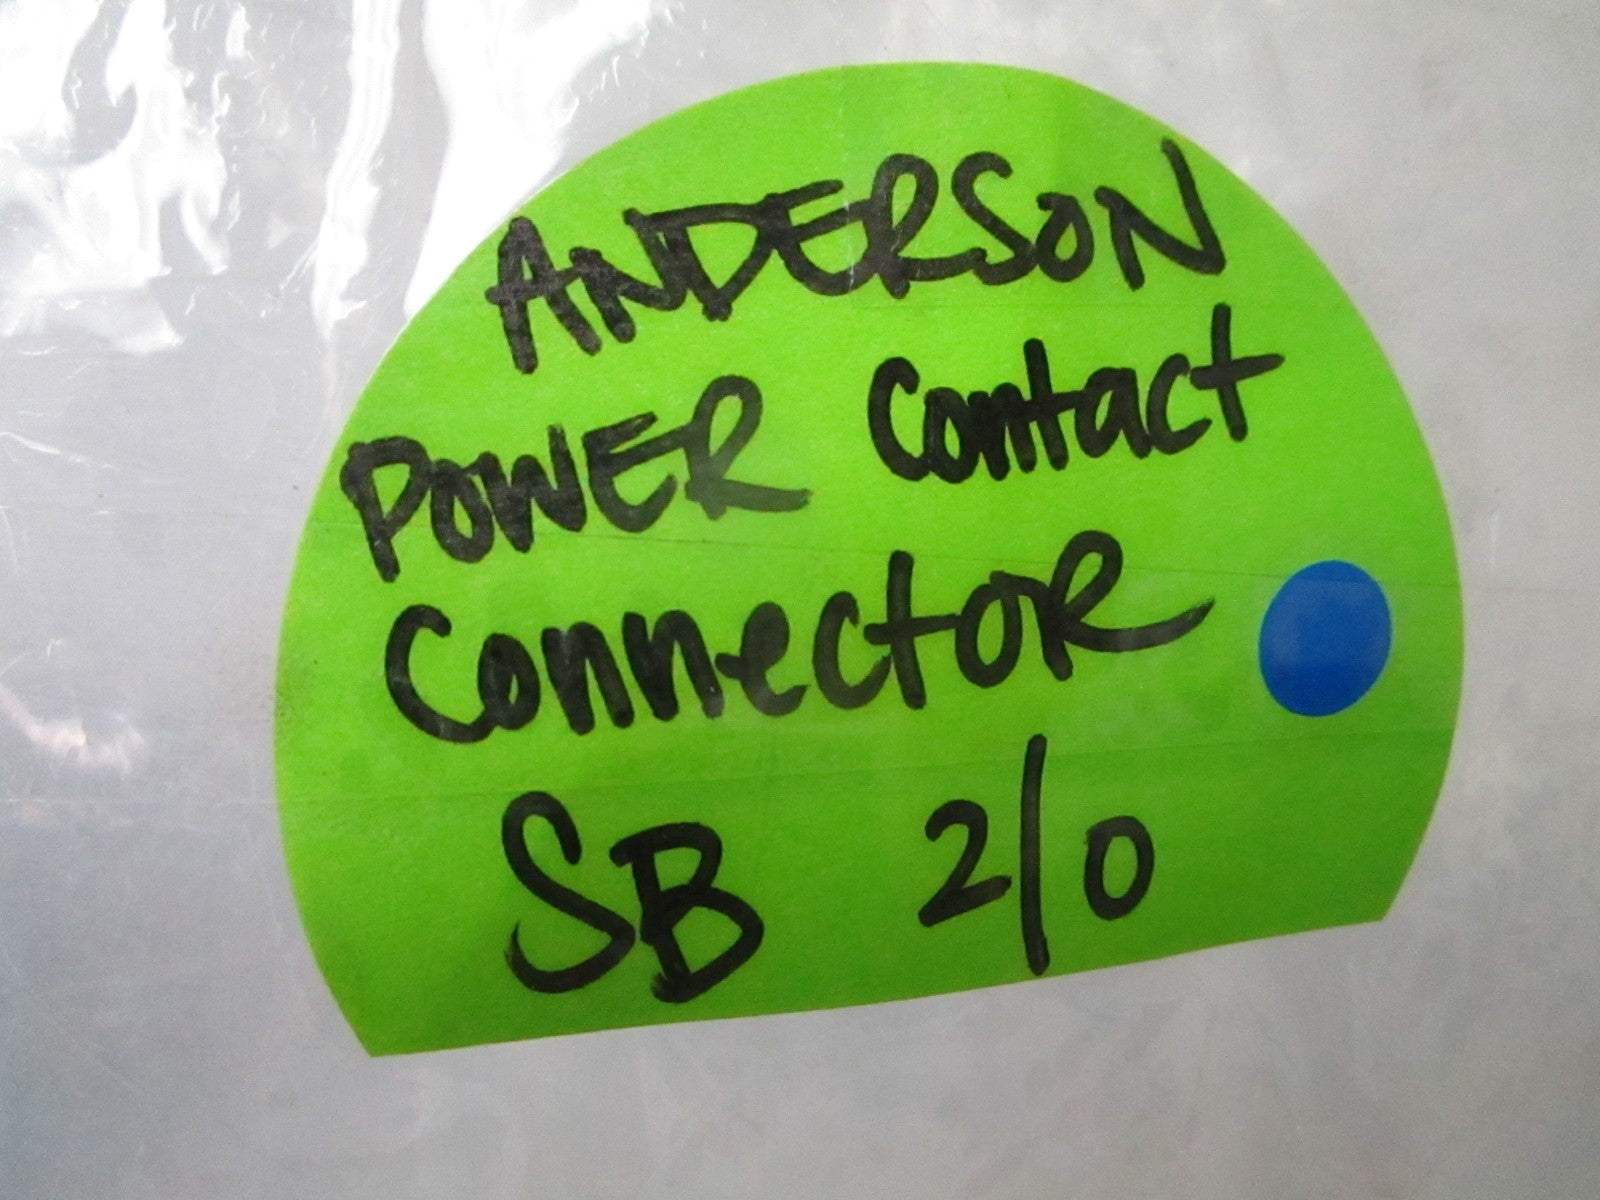 ANDERSON
POWER Contact
ConnectoR
SB 2/0